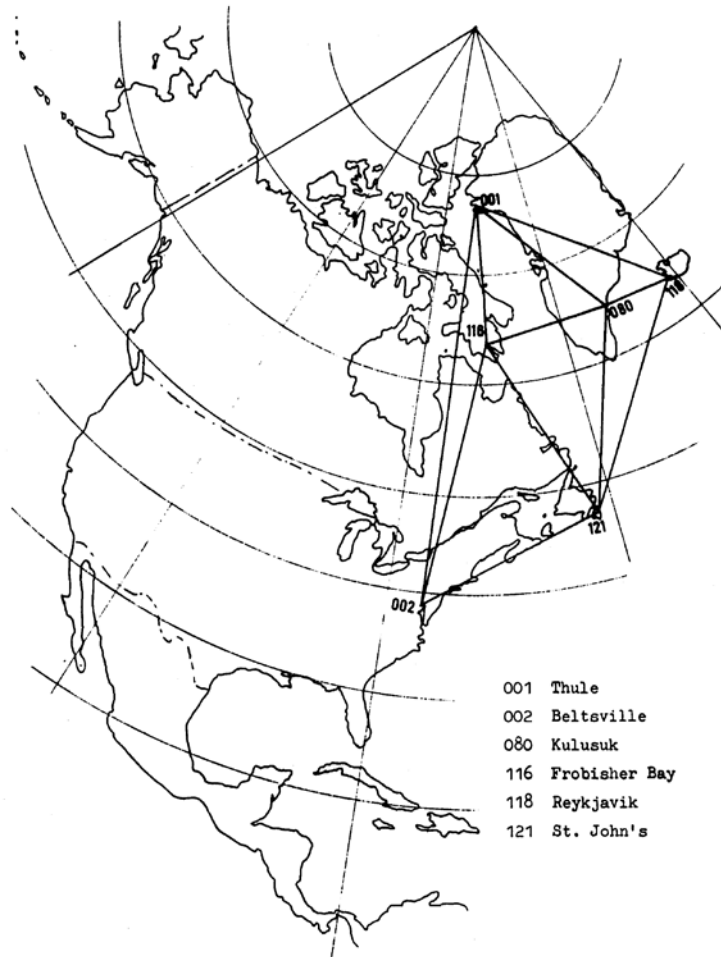 001
118
080
116
121
002
001 Thule
002 Beltsville
080 Kulusuk
116 Frobisher Bay
118 Reykjavik
121 St. John's